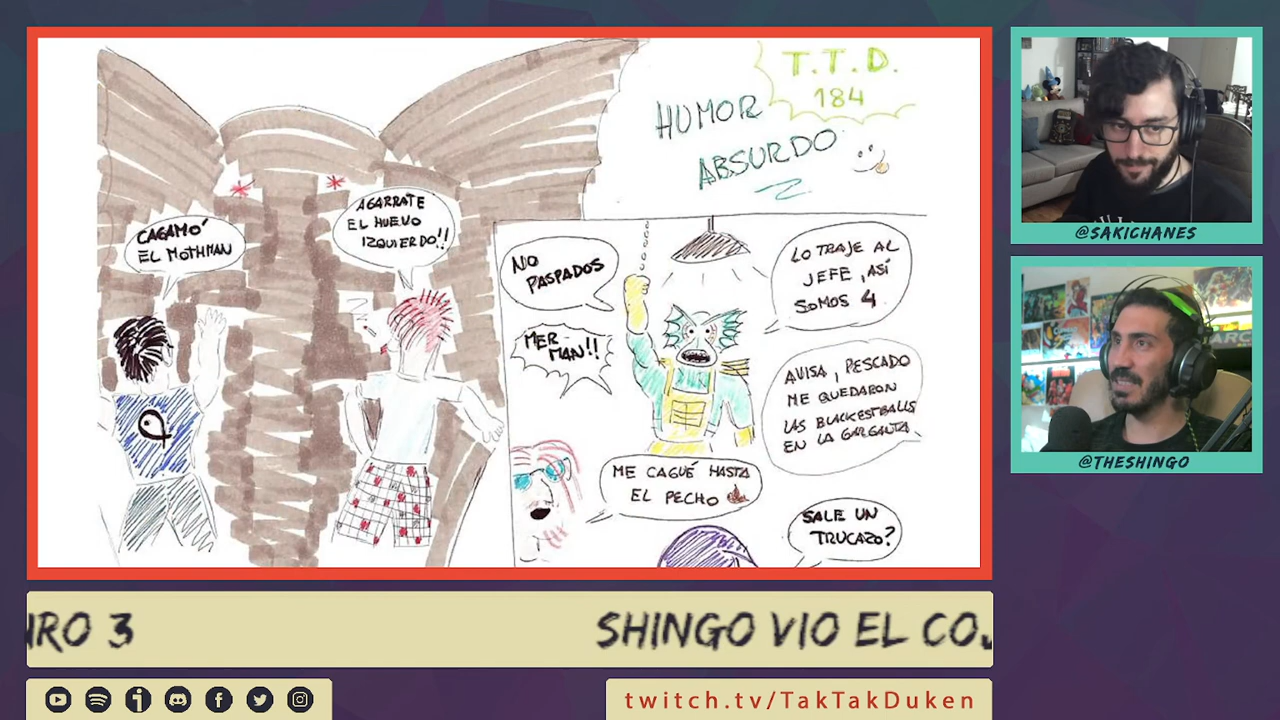 T.T.D.
184
HUMOR
ABSURDO
CAGAMO'
EL MOTHMAN
AGARRATE
EL HUEVO
IZQUIERDO!!
NO
PASPADOS
MER
MAN!!
LO TRAJE AL
JEFE, ASÍ
SOMOS 4
AVISA, PESCADO
ME QUEDARON
LAS BLACKESTBALLS
EN LA GARGANTA
ME CAGUÉ HASTA
EL PECHO
SALE UN
TRUCAZO?
@SAKICHANES
@THESHINGO
URO 3
SHINGO VIO EL CO
twitch.tv/TakTakDuken